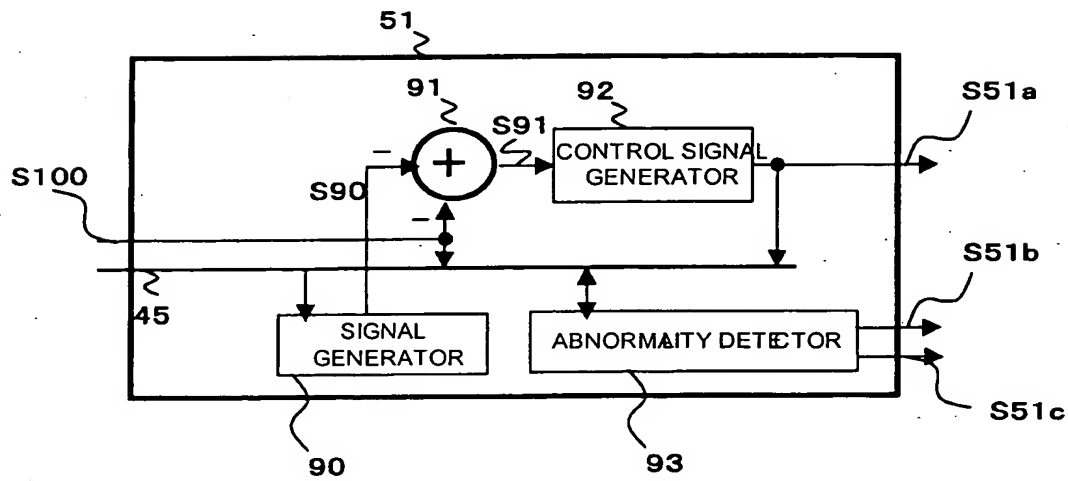 51
91
92
S51a
S91
–
+
CONTROL SIGNAL
GENERATOR
S100
S90
–
S51b
45
SIGNAL
GENERATOR
ABNORMAITY DETECTOR
S51c
90
93